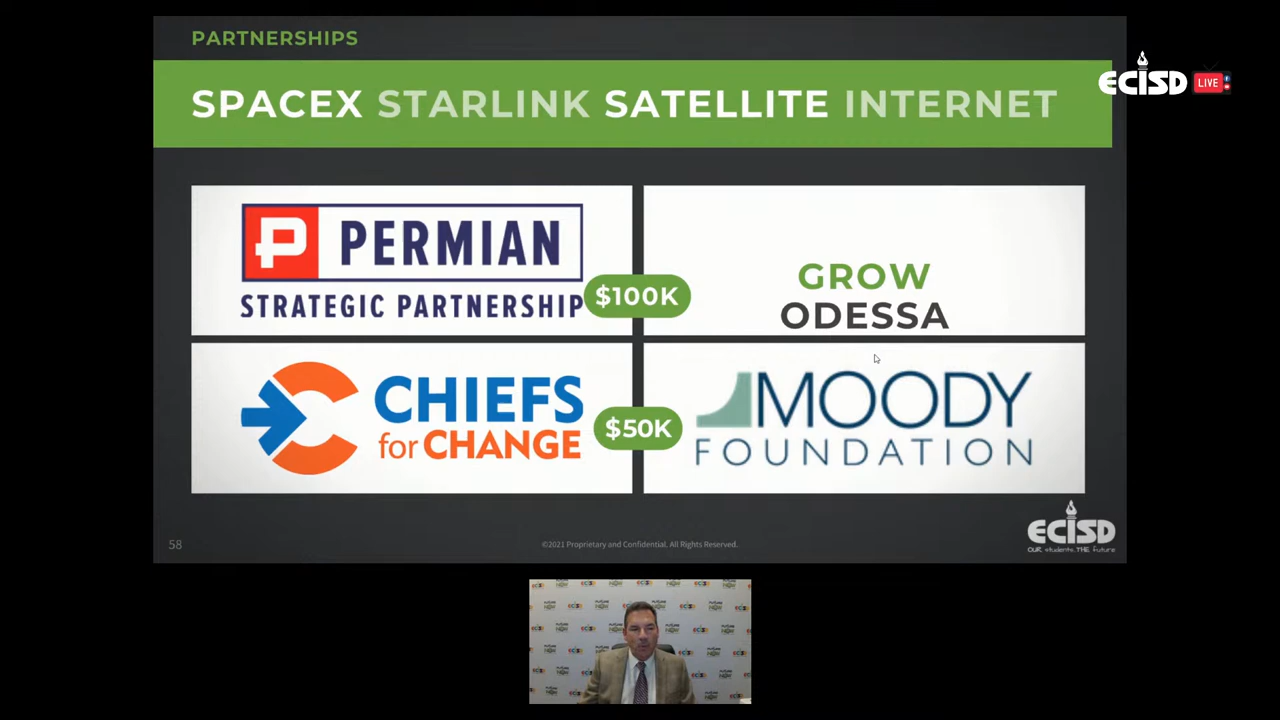 PARTNERSHIPS
SPACEX STARLINK SATELLITE INTERNET
ECISD LIVE
P PERMIAN
STRATEGIC PARTNERSHIP
$100K
GROW
ODESSA
CHIEFS
for CHANGE
$50K
MOODY
FOUNDATION
ECISD
OUR students.THE future
58
©2021 Proprietary and Confidential. All Rights Reserved.